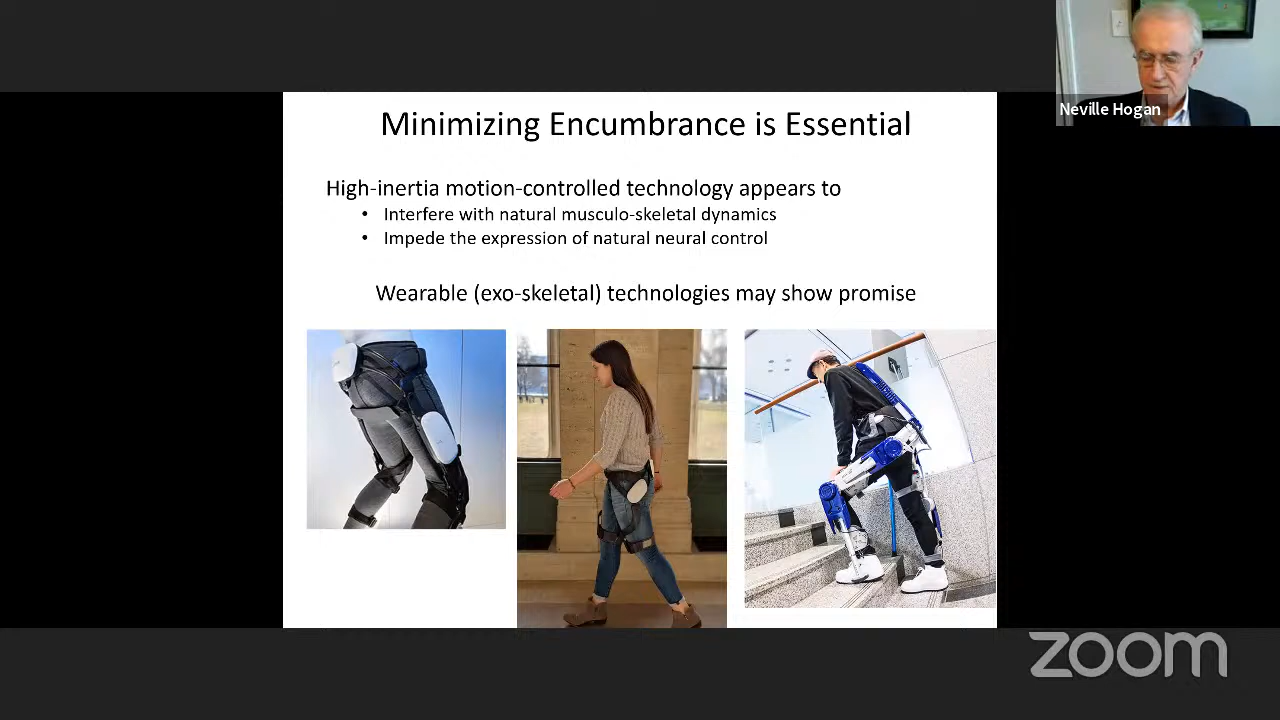 Neville Hogan
Minimizing Encumbrance is Essential
High-inertia motion-controlled technology appears to
• Interfere with natural musculo-skeletal dynamics
• Impede the expression of natural neural control
Wearable (exo-skeletal) technologies may show promise
zoom